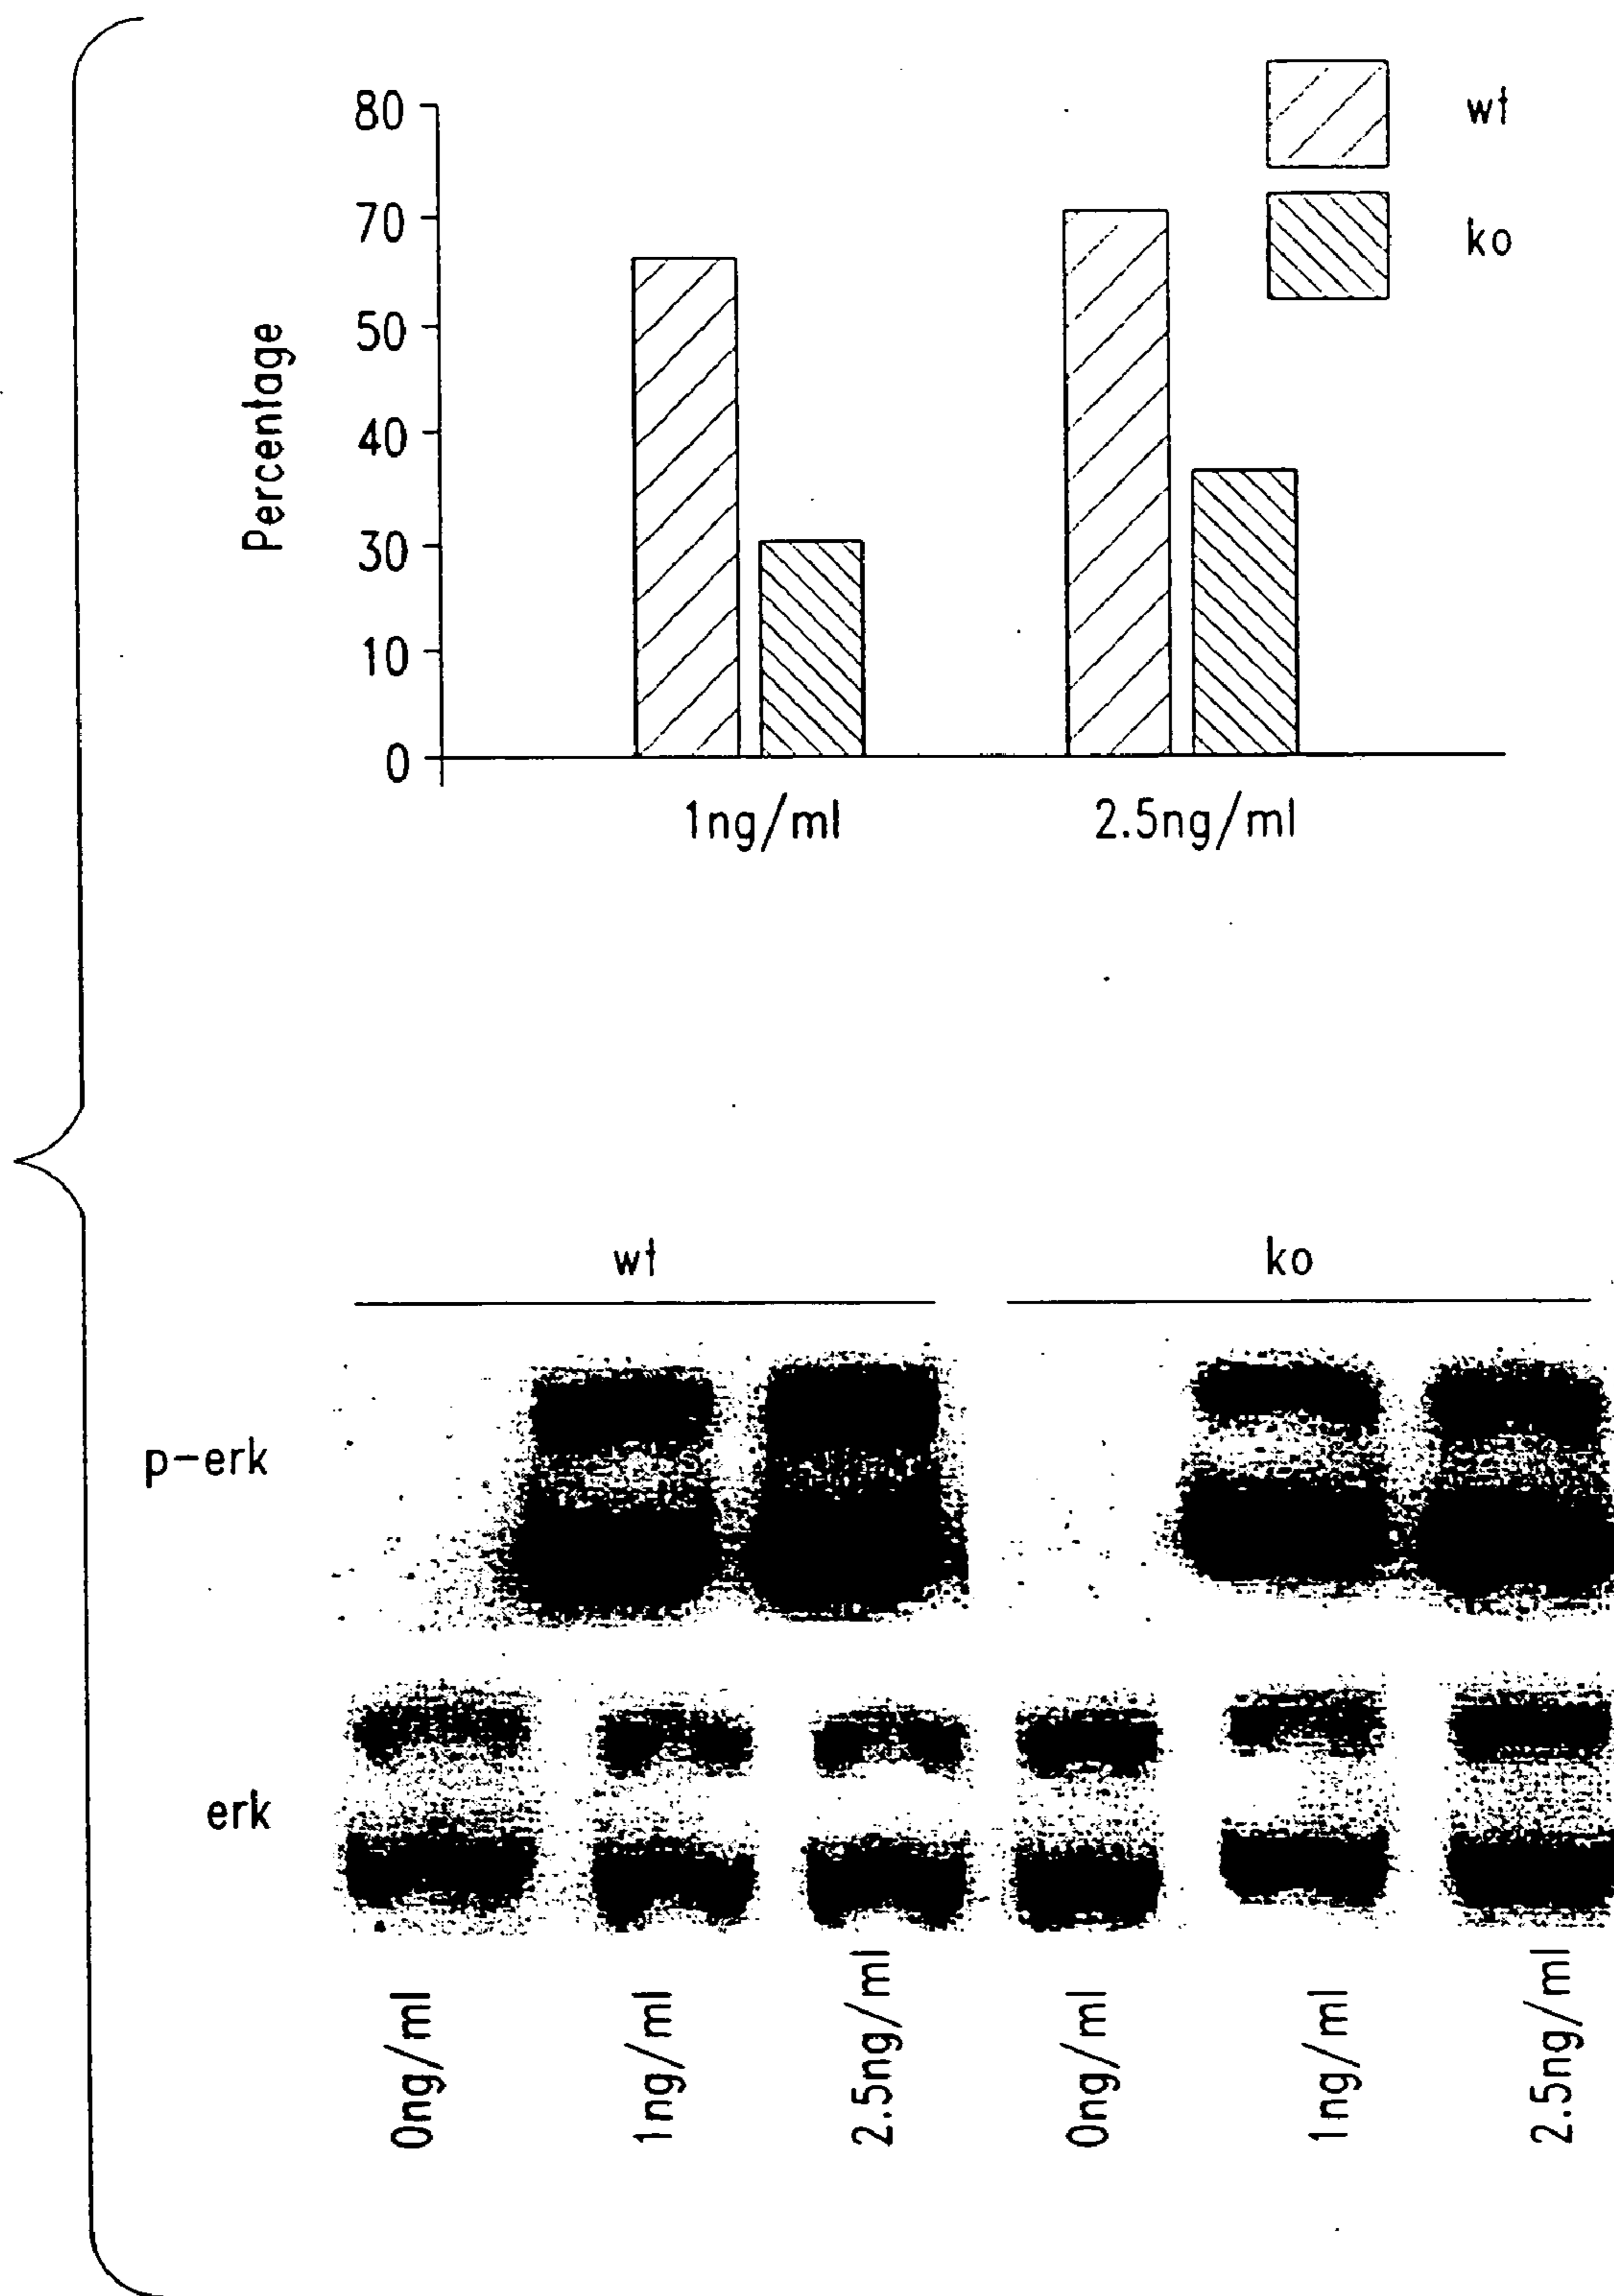 80
70
50
40
30
10
0
Percentage
wt
ko
1ng/ml 2.5ng/ml
wt ko
p-erk
erk
0ng/ml 1ng/ml 2.5ng/ml 0ng/ml 1ng/ml 2.5ng/ml